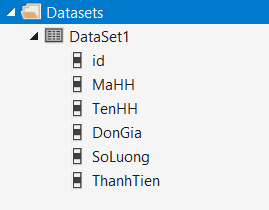 Datasets
DataSet1
id
MaHH
TenHH
DonGia
SoLuong
ThanhTien